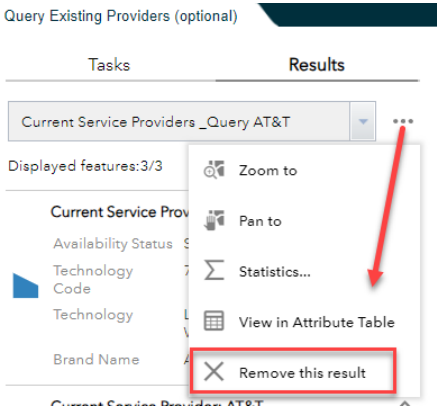 Query Existing Providers (optional)
Tasks
Results
Current Service Providers _Query AT&T
Displayed features:3/3
Zoom to
Pan to
Statistics...
View in Attribute Table
Remove this result
Current Service Prov
Availability Status S
Technology
Code
7
Technology L
Brand Name A
Current Service Provider: AT&T